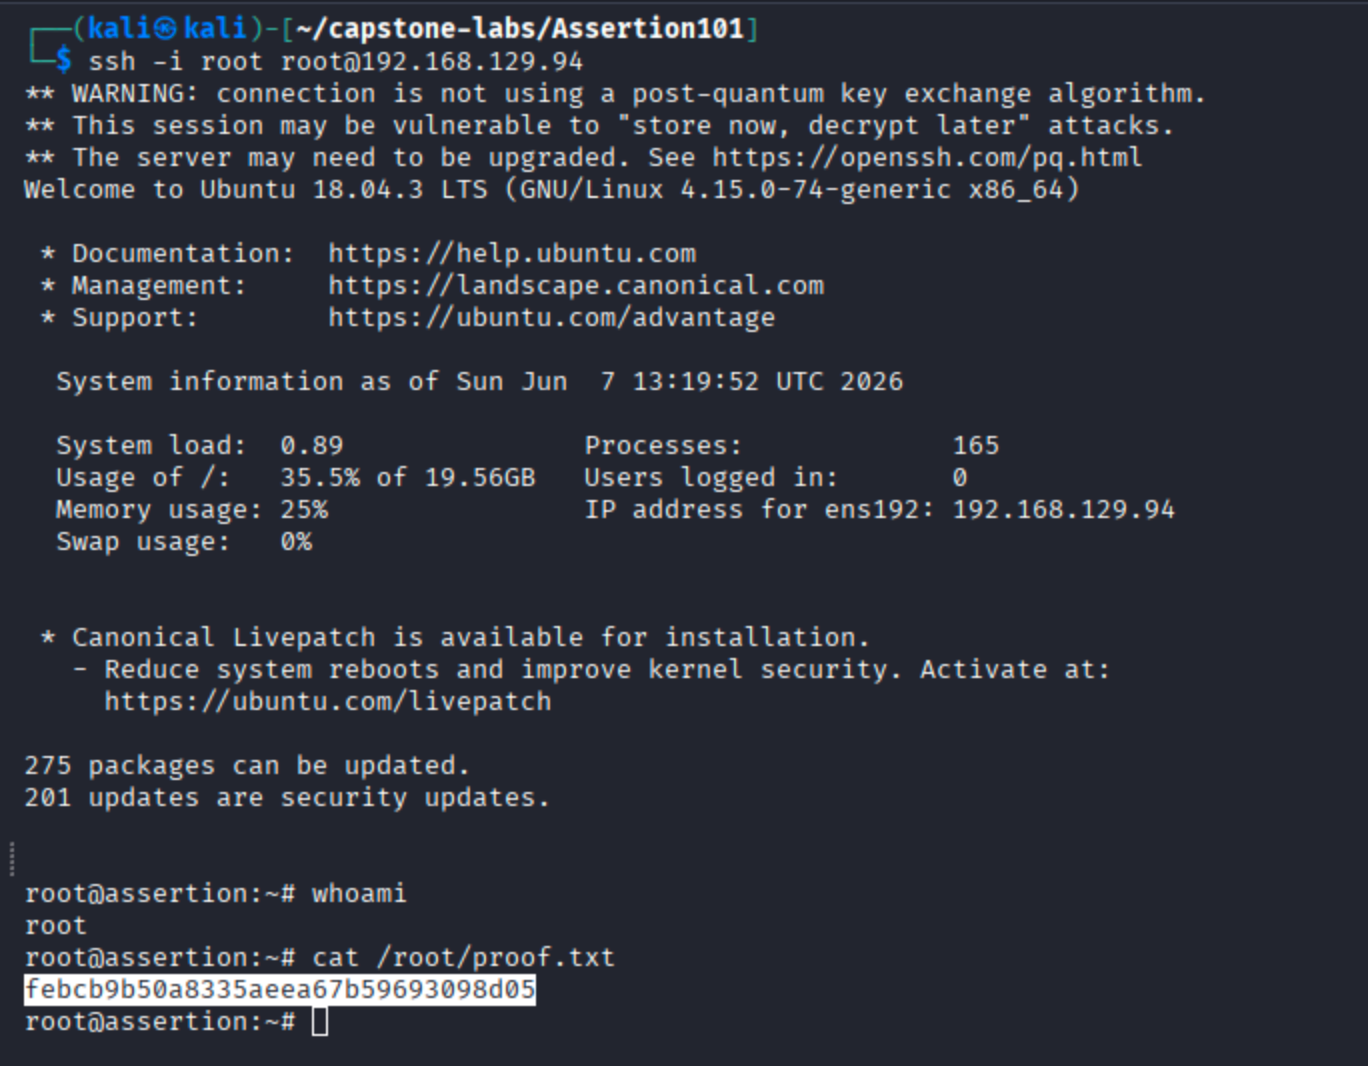 ┌──(kali㉿kali)-[~/capstone-labs/Assertion101]
└─$ ssh -i root root@192.168.129.94
** WARNING: connection is not using a post-quantum key exchange algorithm.
** This session may be vulnerable to "store now, decrypt later" attacks.
** The server may need to be upgraded. See https://openssh.com/pq.html
Welcome to Ubuntu 18.04.3 LTS (GNU/Linux 4.15.0-74-generic x86_64)

 * Documentation:  https://help.ubuntu.com
 * Management:     https://landscape.canonical.com
 * Support:        https://ubuntu.com/advantage

  System information as of Sun Jun  7 13:19:52 UTC 2026

  System load:  0.89               Processes:             165
  Usage of /:   35.5% of 19.56GB   Users logged in:       0
  Memory usage: 25%                IP address for ens192: 192.168.129.94
  Swap usage:   0%

 * Canonical Livepatch is available for installation.
   - Reduce system reboots and improve kernel security. Activate at:
     https://ubuntu.com/livepatch

275 packages can be updated.
201 updates are security updates.

root@assertion:~# whoami
root
root@assertion:~# cat /root/proof.txt
febcb9b50a8335aeea67b59693098d05
root@assertion:~#